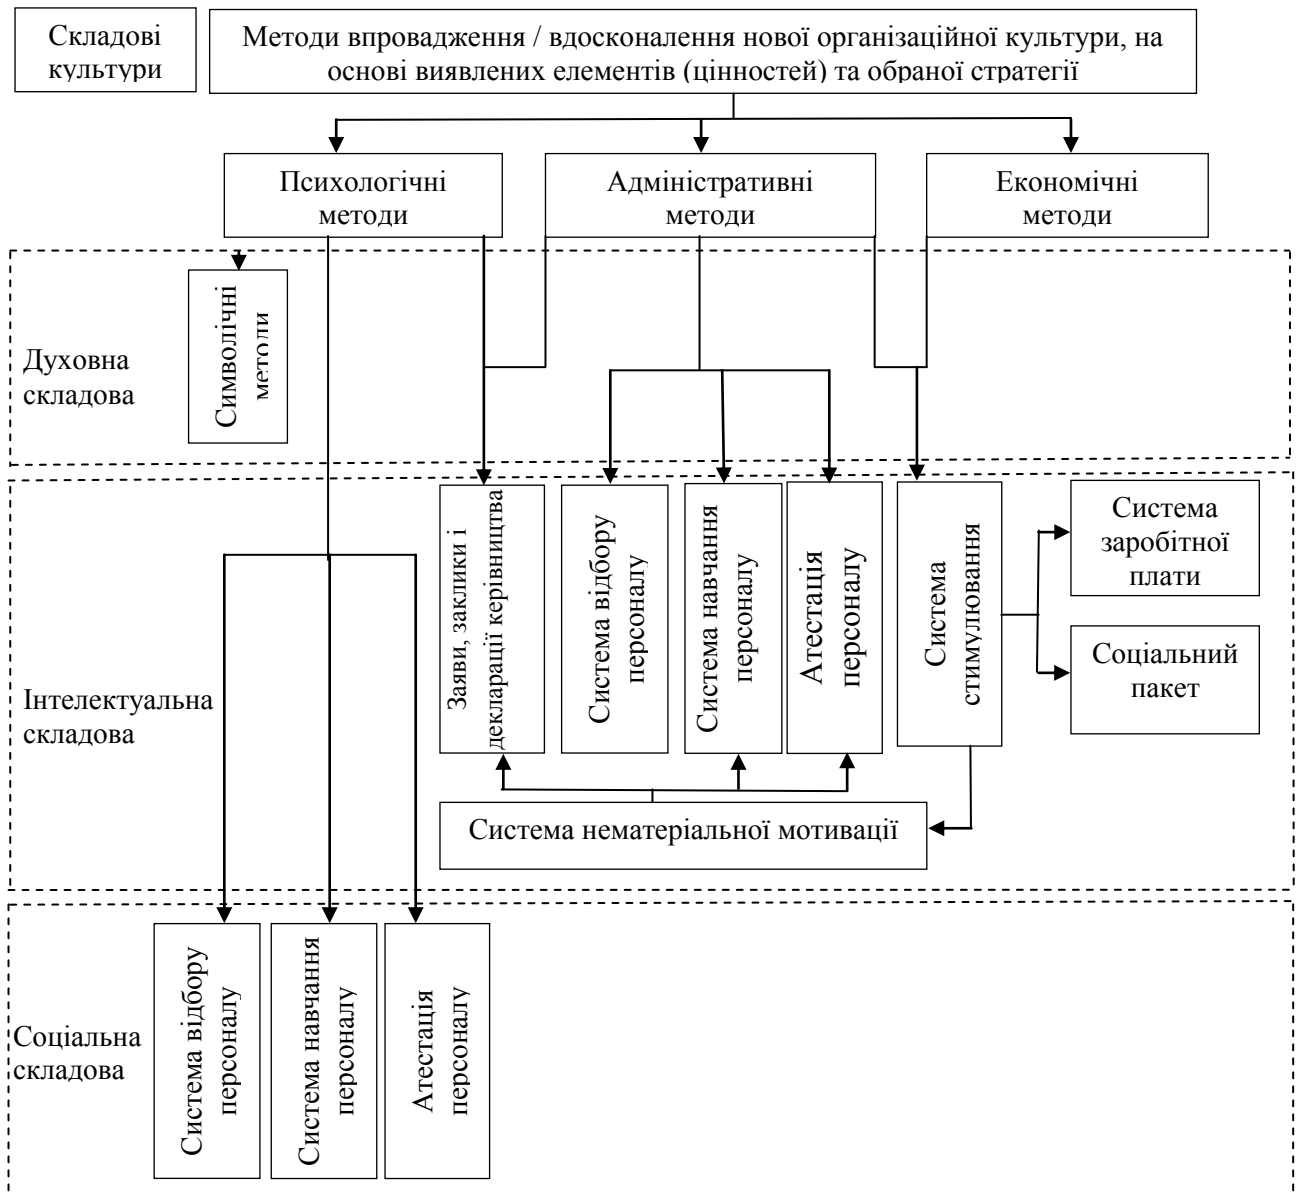 Складові
культури
Методи впровадження / вдосконалення нової організаційної культури, на
основі виявлених елементів (цінностей) та обраної стратегії
Психологічні
методи
Адміністративні
методи
Економічні
методи
Духовна
складова
Символічні
методи
Інтелектуальна
складова
Заяви, заклики і
декларації керівництва
Система відбору
персоналу
Система навчання
персоналу
Атестація
персоналу
Система
стимулювання
Система
заробітної
плати
Соціальний
пакет
Система нематеріальної мотивації
Соціальна
складова
Система відбору
персоналу
Система навчання
персоналу
Атестація
персоналу